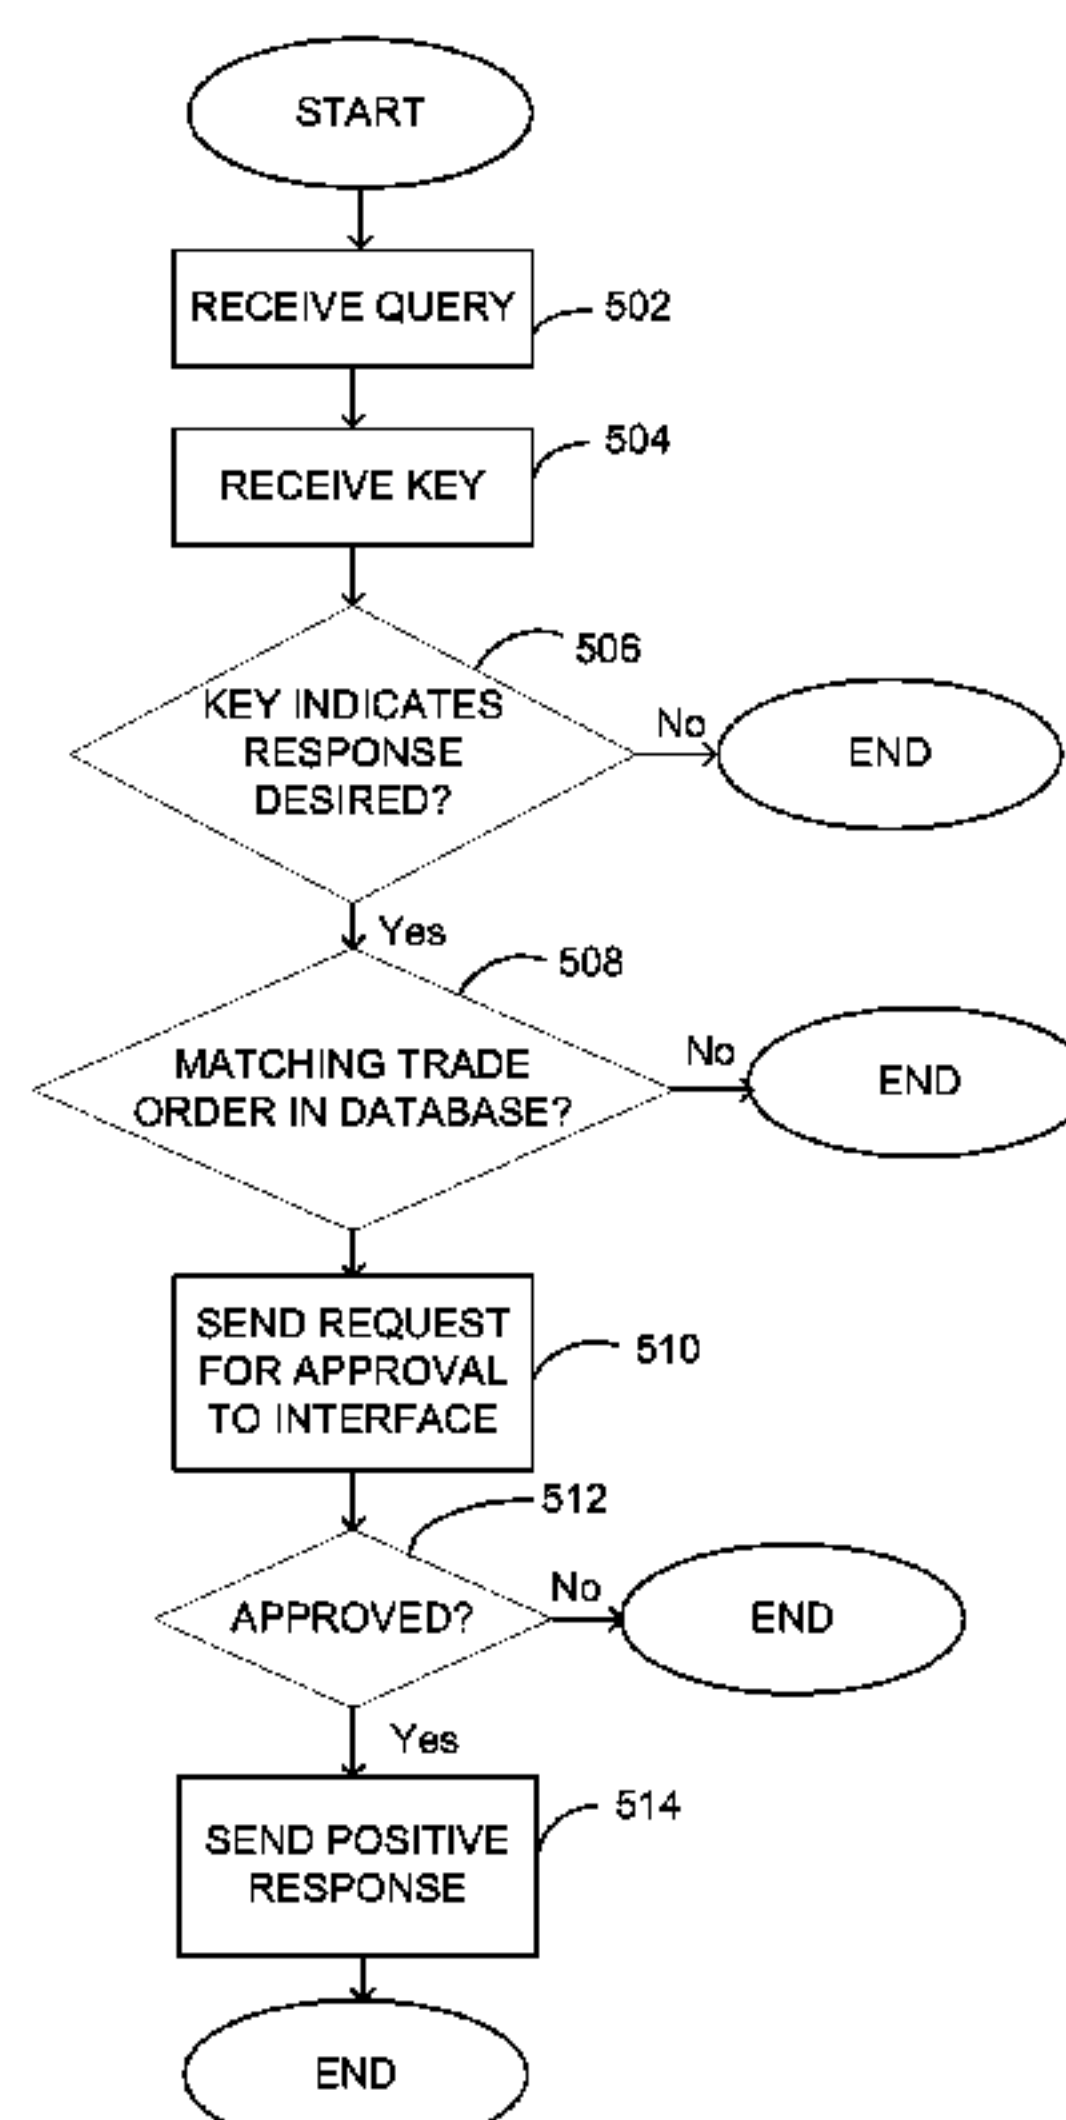 START
RECEIVE QUERY
502
RECEIVE KEY
504
506
KEY INDICATES
RESPONSE
DESIRED?
No
END
Yes
508
MATCHING TRADE
ORDER IN DATABASE?
No
END
SEND REQUEST
FOR APPROVAL
TO INTERFACE
510
512
APPROVED?
No
END
Yes
SEND POSITIVE
RESPONSE
514
END